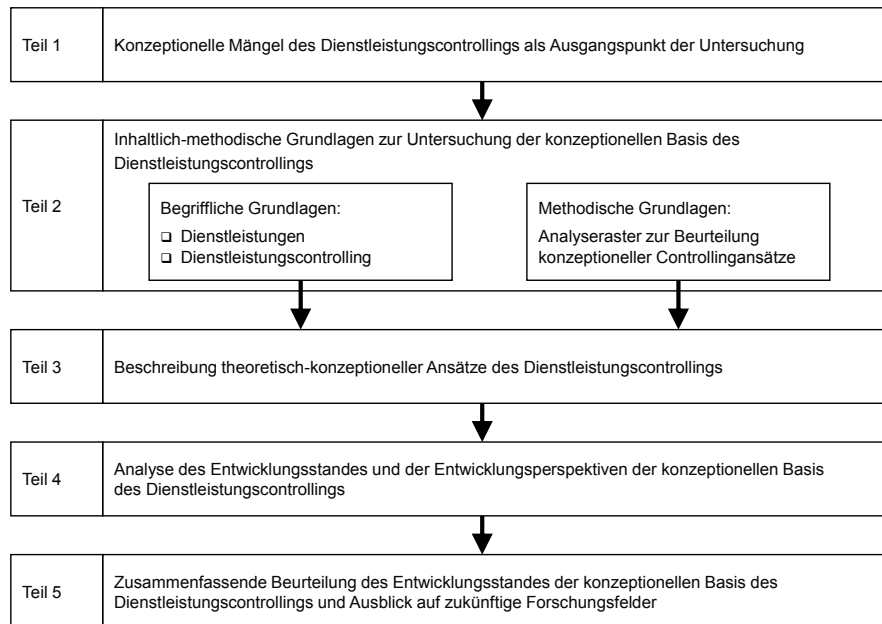 Teil 1
Konzeptionelle Mängel des Dienstleistungscontrollings als Ausgangspunkt der Untersuchung
Teil 2
Inhaltlich-methodische Grundlagen zur Untersuchung der konzeptionellen Basis des
Dienstleistungscontrollings
Begriffliche Grundlagen:
❑ Dienstleistungen
❑ Dienstleistungscontrolling
Methodische Grundlagen:
Analyseraster zur Beurteilung
konzeptioneller Controllingansätze
Teil 3
Beschreibung theoretisch-konzeptioneller Ansätze des Dienstleistungscontrollings
Teil 4
Analyse des Entwicklungsstandes und der Entwicklungsperspektiven der konzeptionellen Basis
des Dienstleistungscontrollings
Teil 5
Zusammenfassende Beurteilung des Entwicklungsstandes der konzeptionellen Basis des
Dienstleistungscontrollings und Ausblick auf zukünftige Forschungsfelder